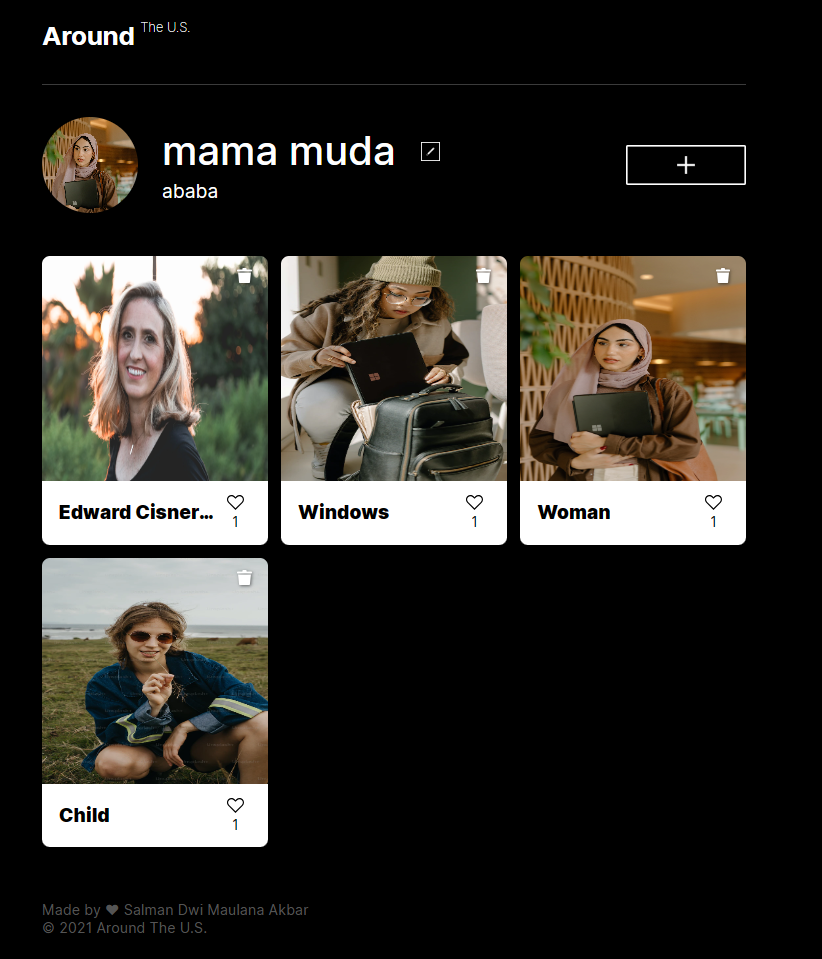 Around The U.S.
mama muda
ababa
Edward Cisner...
1
Windows
1
Woman
1
Child
1
Made by ♥ Salman Dwi Maulana Akbar
© 2021 Around The U.S.